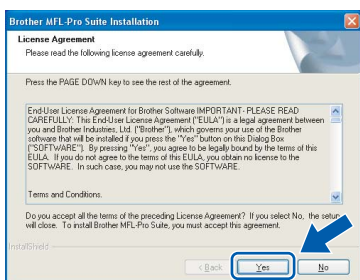 Brother MFL-Pro Suite Installation
License Agreement
Please read the following license agreement carefully.
Press the PAGE DOWN key to see the rest of the agreement.
End-User License Agreement for Brother Software IMPORTANT- PLEASE READ
CAREFULLY: This End-User License Agreement ("EULA") is a legal agreement between
you and Brother Industries, Ltd. ("Brother"), which governs your use of the Brother
software that will be installed if you press the "Yes" button on this Dialog Box
("SOFTWARE"). By pressing "Yes", you agree to be legally bound by the terms of this
EULA. If you do not agree to the terms of this EULA, you obtain no license to the
SOFTWARE. In such case, you may not use the SOFTWARE.
Terms and Conditions.
Do you accept all the terms of the preceding License Agreement? If you select No, the setup
will close. To install Brother MFL-Pro Suite, you must accept this agreement.
InstallShield
< Back Yes No